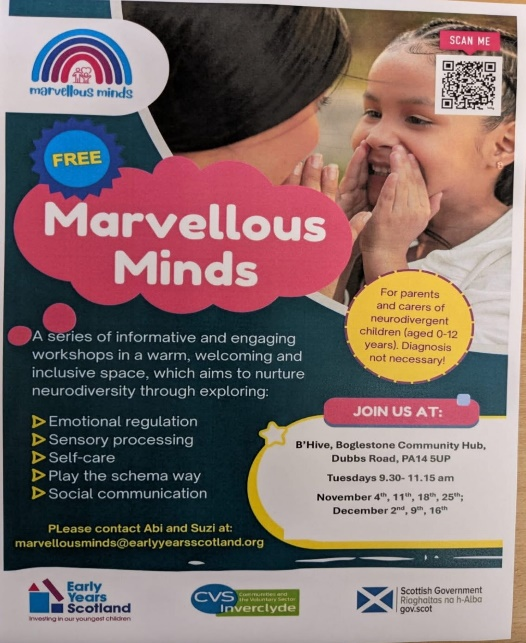 marvellous minds
SCAN ME
FREE
Marvellous
Minds
For parents
and carers of
neurodivergent
children (aged 0-12
years). Diagnosis
not necessary!
A series of informative and engaging
workshops in a warm, welcoming and
inclusive space, which aims to nurture
neurodiversity through exploring:
Emotional regulation
Sensory processing
Self-care
Play the schema way
Social communication
PLease contact Abi and Suzi at:
marvellousminds@earlyyearsscotland.org
JOIN US AT:
B'Hive, Boglestone Community Hub,
Dubbs Road, PA14 5UP
Tuesdays 9.30- 11.15 am
November 4th, 11th, 18th, 25th;
December 2nd, 9th, 16th
Early
Years
Scotland
Investing in our youngest children
CVS
Communities and
the Voluntary Sector
Inverclyde
Scottish Government
Riaghaltas na h-Alba
gov.scot